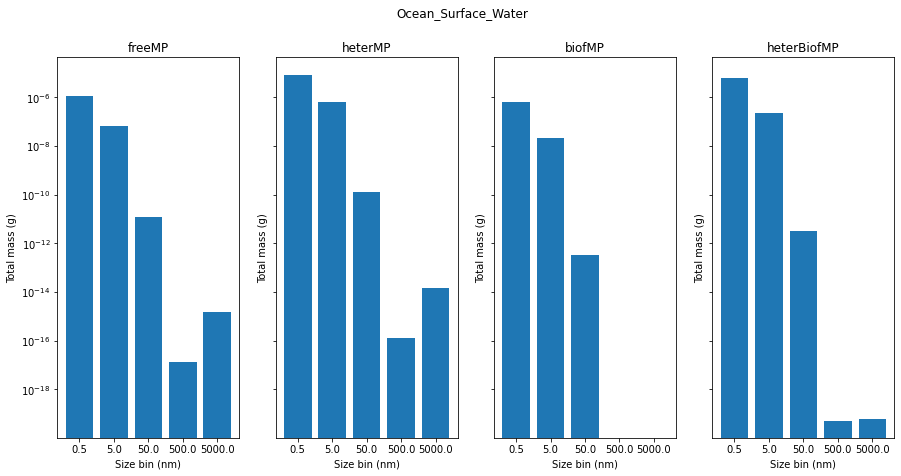 Ocean_Surface_Water
freeMP
heterMP
biofMP
heterBiofMP
Total mass (g)
10⁻⁶
10⁻⁸
10⁻¹⁰
10⁻¹²
10⁻¹⁴
10⁻¹⁶
10⁻¹⁸
0.5 5.0 50.0 500.0 5000.0
Size bin (nm)
Total mass (g)
0.5 5.0 50.0 500.0 5000.0
Size bin (nm)
Total mass (g)
0.5 5.0 50.0 500.0 5000.0
Size bin (nm)
Total mass (g)
0.5 5.0 50.0 500.0 5000.0
Size bin (nm)